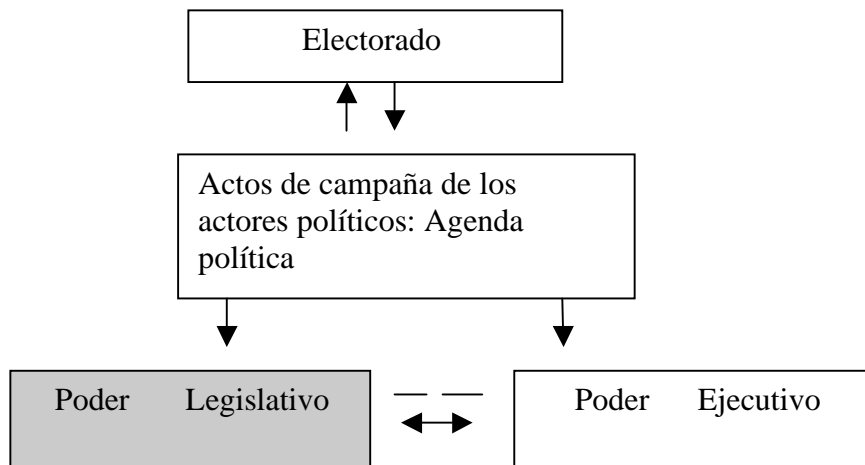 Electorado
Actos de campaña de los
actores políticos: Agenda
política
Poder Legislativo
Poder Ejecutivo